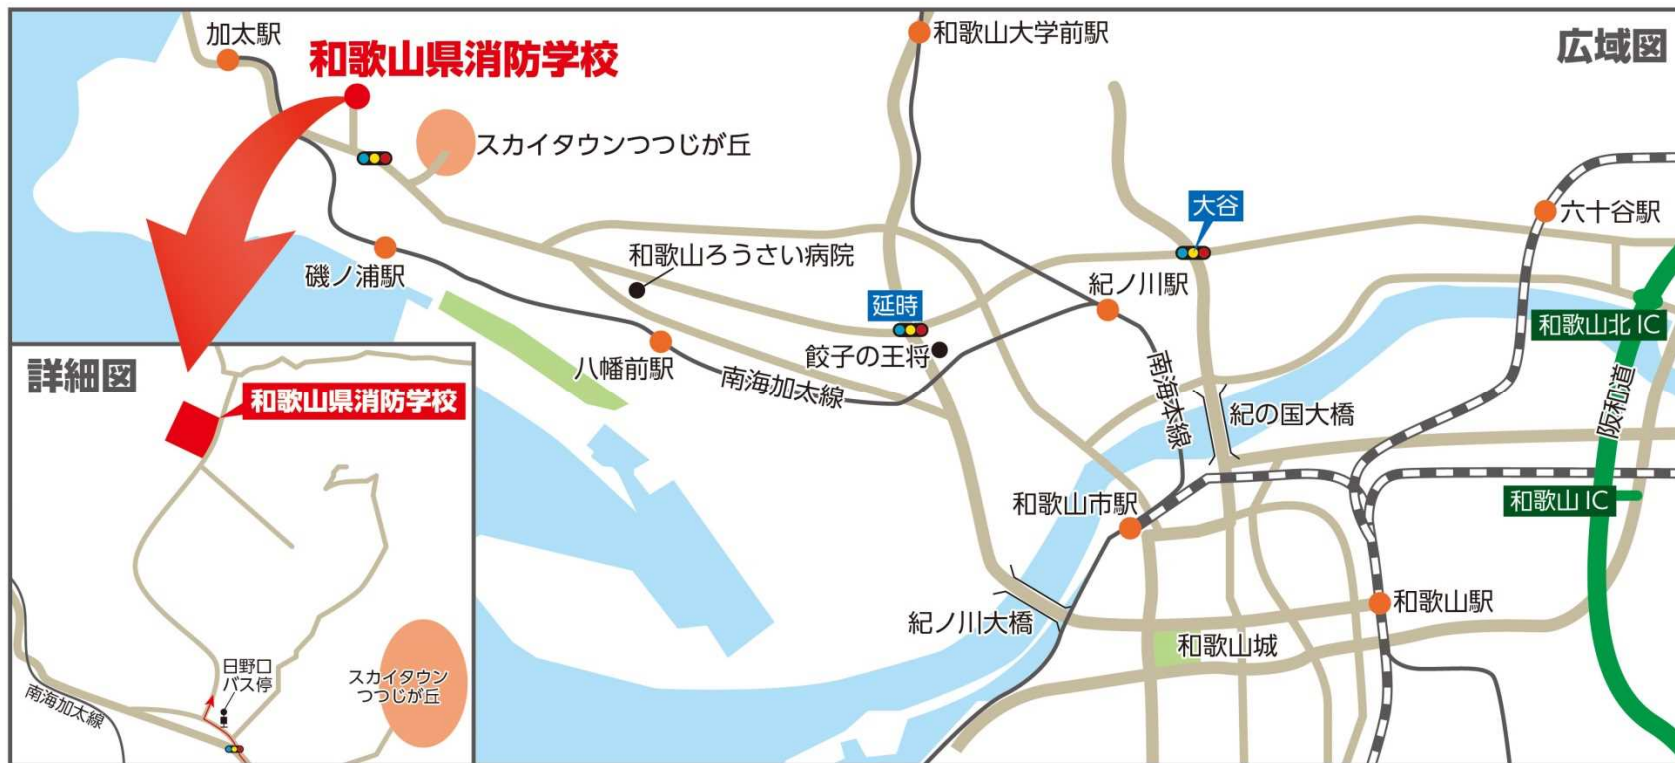 加太駅
和歌山県消防学校
和歌山大学前駅
広域図
スカイタウンつつじが丘
大谷
六十谷駅
和歌山ろうさい病院
磯ノ浦駅
紀ノ川駅
延時
和歌山北IC
餃子の王将
八幡前駅
南海加太線
南海本線
阪和道
紀の国大橋
和歌山市駅
和歌山IC
紀ノ川大橋
和歌山駅
和歌山城
詳細図
和歌山県消防学校
日野口
バス停
スカイタウン
つつじが丘
南海加太線